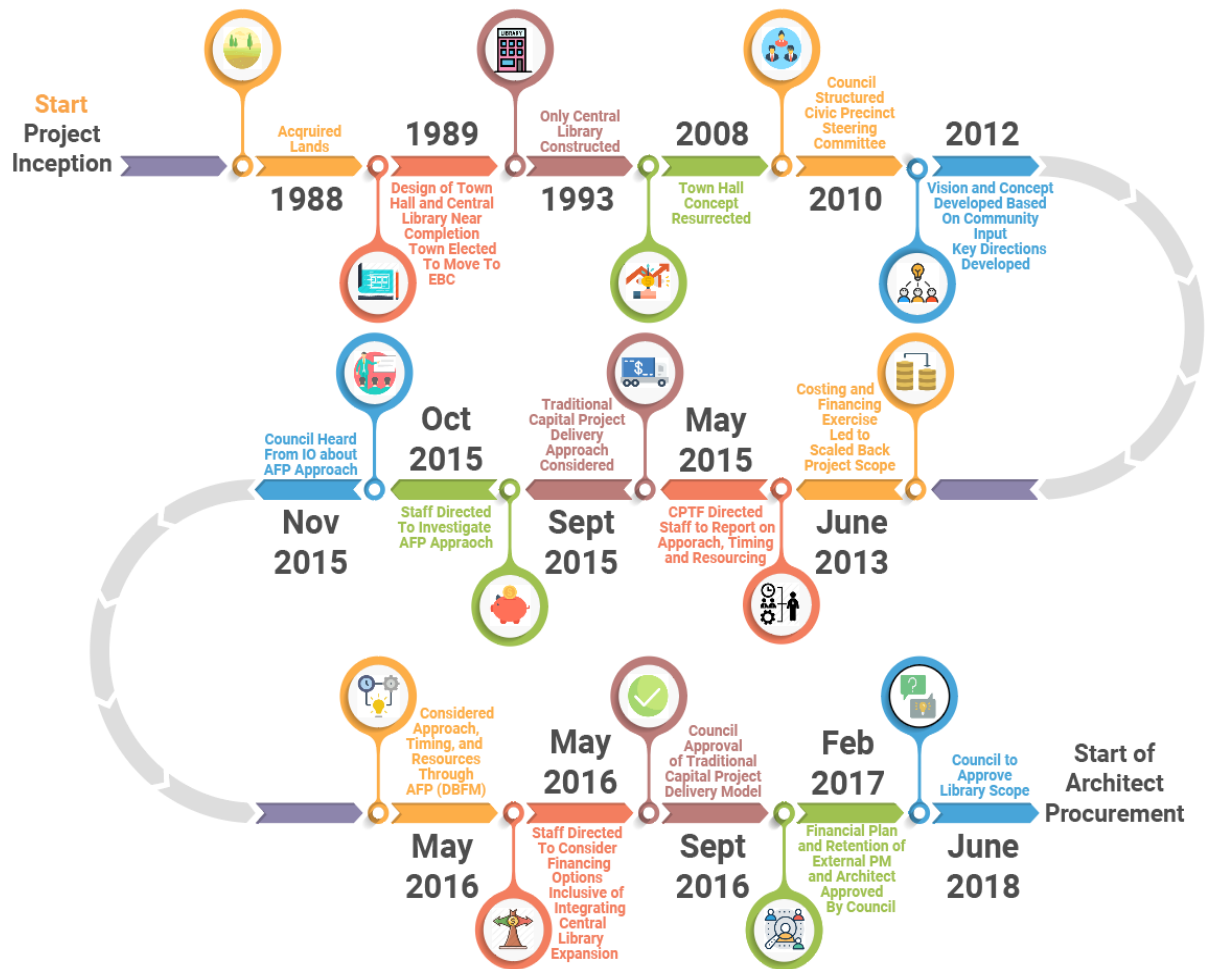 Start
Project
Inception
Acqruired
Lands
1988
1989
Design of Town
Hall and Central
Library Near
Completion
Town Elected
To Move To
EBC
LIBRARY
Only Central
Library
Constructed
1993
2008
Town Hall
Concept
Resurrected
Council
Structured
Civic Precinct
Steering
Committee
2010
2012
Vision and Concept
Developed Based
On Community
Input
Key Directions
Developed
Costing and
Financing
Exercise
Led to
Scaled Back
Project Scope
June
2013
May
2015
CPTF Directed
Staff to Report on
Apporach, Timing
and Resourcing
$
Traditional
Capital Project
Delivery
Approach
Considered
Sept
2015
Oct
2015
Staff Directed
To Investigate
AFP Appraoch
Council Heard
From IO about
AFP Approach
Nov
2015
Considered
Approach,
Timing, and
Resources
Through
AFP (DBFM)
May
2016
May
2016
Staff Directed
To Consider
Financing
Options
Inclusive of
Integrating
Central
Library
Expansion
$
Council
Approval
of Traditional
Capital Project
Delivery Model
Sept
2016
Feb
2017
Financial Plan
and Retention of
External PM
and Architect
Approved
By Council
?
Council to
Approve
Library Scope
June
2018
Start of
Architect
Procurement